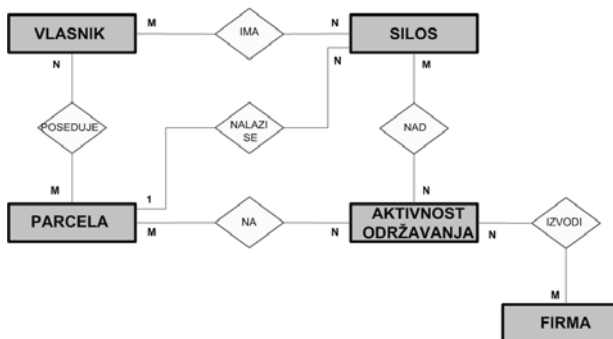 VLASNIK
M
IMA
N
SILOS
N
N
M
POSEDUJE
NALAZI
SE
NAD
M
1
N
PARCELA
M
NA
N
AKTIVNOST
ODRŽAVANJA
N
IZVODI
M
FIRMA